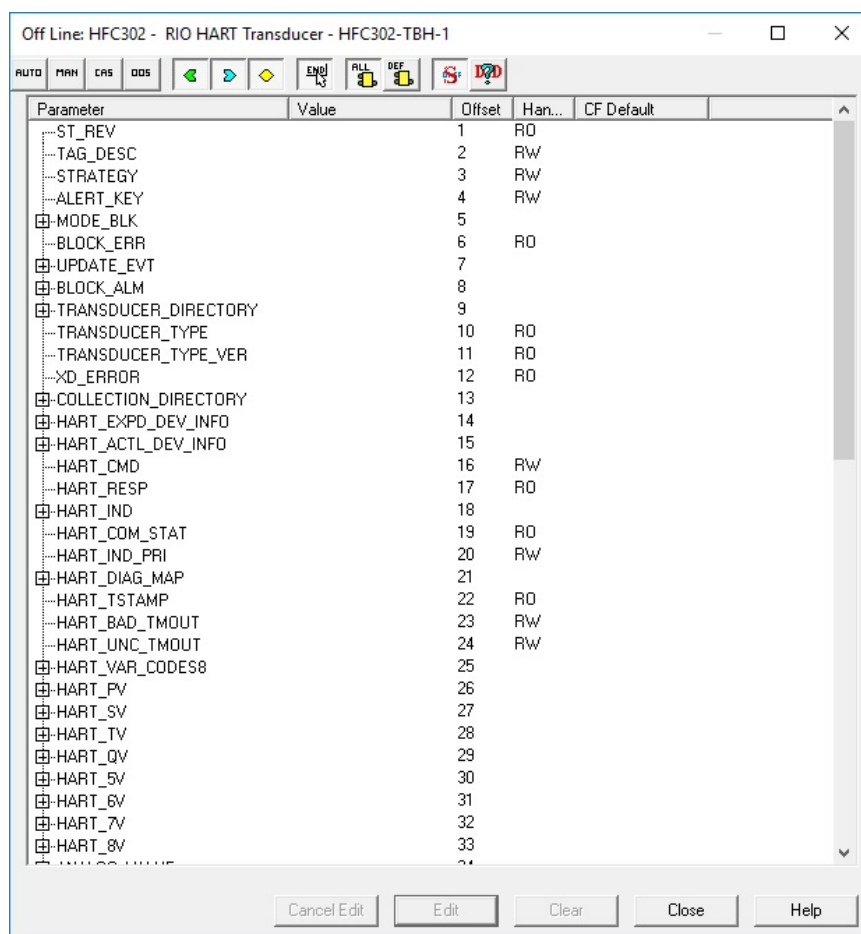 Off Line: HFC302 - RIO HART Transducer - HFC302-TBH-1
AUTO MAN CAS OOS END ALL DEF
Parameter Value Offset Han... CF Default
ST_REV 1 RO
TAG_DESC 2 RW
STRATEGY 3 RW
ALERT_KEY 4 RW
MODE_BLK 5
BLOCK_ERR 6 RO
UPDATE_EVT 7
BLOCK_ALM 8
TRANSDUCER_DIRECTORY 9
TRANSDUCER_TYPE 10 RO
TRANSDUCER_TYPE_VER 11 RO
XD_ERROR 12 RO
COLLECTION_DIRECTORY 13
HART_EXPD_DEV_INFO 14
HART_ACTL_DEV_INFO 15
HART_CMD 16 RW
HART_RESP 17 RO
HART_IND 18
HART_COM_STAT 19 RO
HART_IND_PRI 20 RW
HART_DIAG_MAP 21
HART_TSTAMP 22 RO
HART_BAD_TMOUT 23 RW
HART_UNC_TMOUT 24 RW
HART_VAR_CODES8 25
HART_PV 26
HART_SV 27
HART_TV 28
HART_QV 29
HART_5V 30
HART_6V 31
HART_7V 32
HART_8V 33
Cancel Edit Edit Clear Close Help